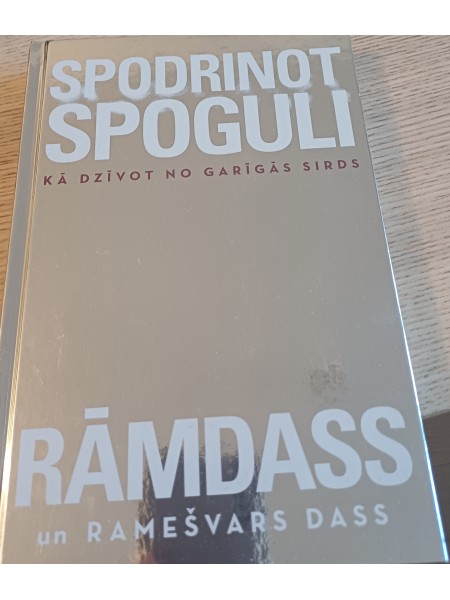 SPODRINOT
SPOGULI
KĀ DZĪVOT NO GARĪGĀS SIRDS
RĀMDASS
un RAMEŠVARS DASS